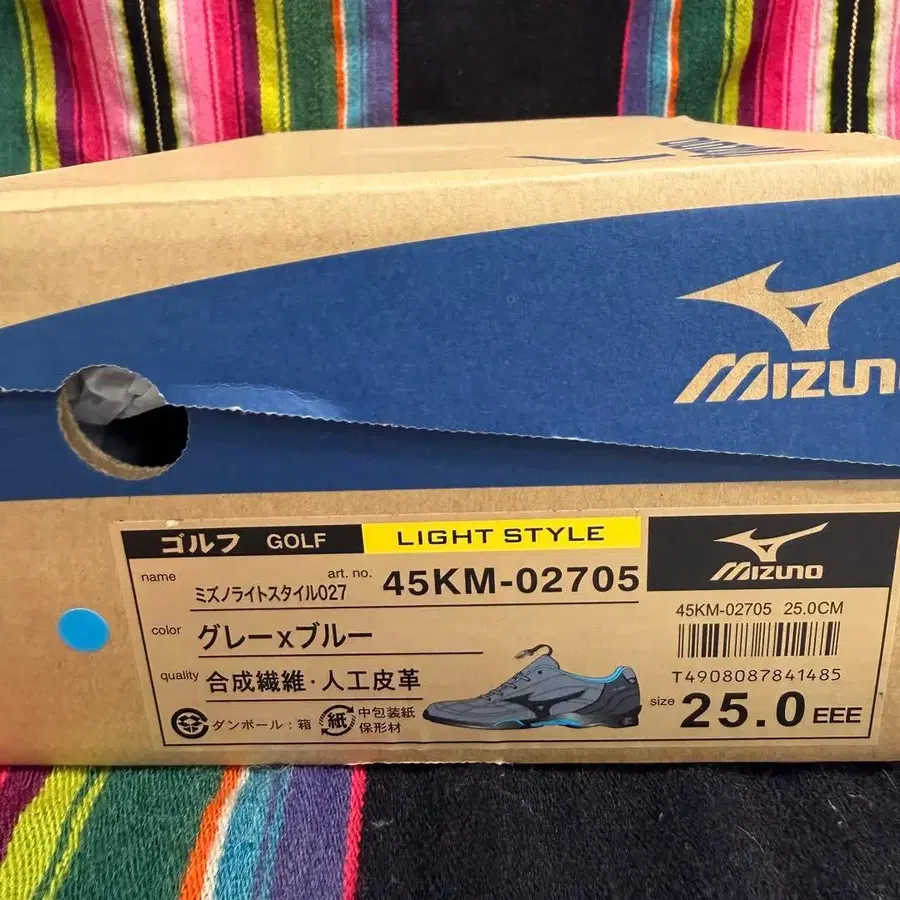 MIZUNO
ゴルフ GOLF
LIGHT STYLE
MIZUNO
name ミズノライトスタイル027
art. no. 45KM-02705
45KM-02705 25.0CM
color グレーxブルー
T4908087841485
quality 合成繊維・人工皮革
size 25.0 EEE
ダンボール：箱
紙 中包装紙
保形材